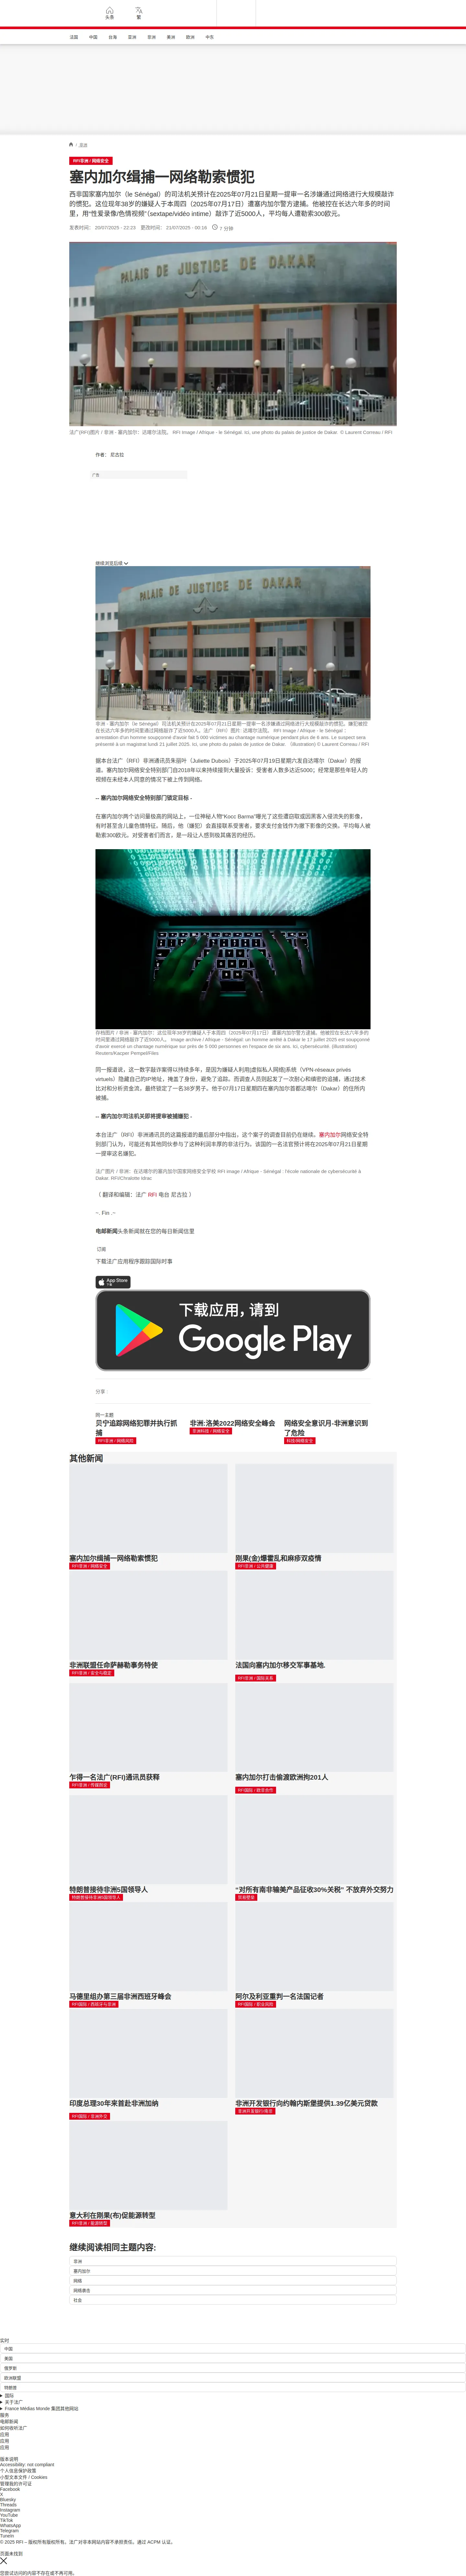 头条
繁
法国
中国
台海
亚洲
非洲
美洲
欧洲
中东
/ 非洲
RFI非洲 / 网络安全
塞内加尔缉捕一网络勒索惯犯
西非国家塞内加尔（le Sénégal）的司法机关预计在2025年07月21日星期一提审一名涉嫌通过网络进行大规模敲诈的惯犯。这位现年38岁的嫌疑人于本周四（2025年07月17日）遭塞内加尔警方逮捕。他被控在长达六年多的时间里，用“性爱录像/色情视频”（sextape/vidéo intime）敲诈了近5000人，平均每人遭勒索300欧元。
发表时间： 20/07/2025 - 22:23 更改时间： 21/07/2025 - 00:16 7 分钟
PALAIS DE JUSTICE DE DAKAR
法广(RFI)图片 / 非洲 - 塞内加尔：达喀尔法院。 RFI Image / Afrique - le Sénégal. Ici, une photo du palais de justice de Dakar. © Laurent Correau / RFI
作者： 尼古拉
广告
继续浏览后续
PALAIS DE JUSTICE DE DAKAR
非洲 - 塞内加尔（le Sénégal）司法机关预计在2025年07月21日星期一提审一名涉嫌通过网络进行大规模敲诈的惯犯。嫌犯被控在长达六年多的时间里通过网络敲诈了近5000人。法广（RFI）图片: 达喀尔法院。 RFI Image / Afrique - le Sénégal : arrestation d'un homme soupçonné d'avoir fait 5 000 victimes au chantage numérique pendant plus de six ans. Le suspect sera présenté à un magistrat lundi 21 juillet 2025. Ici, une photo du palais de justice de Dakar. （illustration) © Laurent Correau / RFI
据本台法广（RFI）非洲通讯员朱丽叶（Juliette Dubois）于2025年07月19日星期六发自达喀尔（Dakar）的报道，塞内加尔网络安全特别部门自2018年以来持续接到大量报诉；受害者人数多达近5000；经常是那些年轻人的视频在未经本人同意的情况下被上传到网络。
-- 塞内加尔网络安全特别部门锁定目标 -
在塞内加尔两个访问量极高的网站上，一位神秘人物“Kocc Barma”曝光了这些受害女性或因黑客人侵泄露的影像，有时甚至含儿童色情特征。随后，他（嫌犯）会直接联系受害者，要求支付金钱作为撤下影像的交换。平均每人被勒索300欧元。对受害者们而言，是一段让人感到极其痛苦的经历。
存档图片 / 非洲 - 塞内加尔．这位现年38岁的嫌疑人于本周四（2025年07月17日）遭塞内加尔警方逮捕。他被控在长达六年多的时间里通过网络敲诈了近5000人。 Image archive / Afrique - Sénégal: un homme arrêté à Dakar le 17 juillet 2025 est soupçonné d'avoir exercé un chantage numérique sur près de 5 000 personnes en l'espace de six ans. Ici, cybersécurité. (Illustration) Reuters/Kacper Pempel/Files
同一报道说，这一数字敲诈案得以持续多年，是因为嫌疑人利用[虚拟私人网络]系统（VPN-réseaux privés virtuels）隐藏自己的IP地址，掩盖了身份，避免了追踪。而调查人员则起发了一次耐心和缜密的追捕，通过技术比对和分析资金流，最终锁定了一名38岁男子。他于07月17日星期四在塞内加尔首都达喀尔（Dakar）的住所内被捕。
-- 塞内加尔司法机关即将提审被捕嫌犯 -
本台法广（RFI）非洲通讯员的这篇报道的最后部分中指出，这个案子的调查目前仍在继续。塞内加尔网络安全特别部门认为，可能还有其他同伙参与了这种利润丰厚的非法行为。该国的一名法官预计将在2025年07月21日星期一提审这名嫌犯。
法广图片 / 非洲： 在达喀尔的塞内加尔国家网络安全学校 RFI image / Afrique - Sénégal : l'école nationale de cybersécurité à Dakar. RFI/Charlotte Idrac
（ 翻译和编辑：法广 RFI 电台 尼古拉 ）
~. Fin .~
电邮新闻头条新闻就在您的每日新闻信里
订阅
下载法广应用程序跟踪国际时事
App Store
下载
下载应用，请到
Google Play
分享 :
同一主题
贝宁追踪网络犯罪并执行抓捕
RFI非洲 / 网络风险
非洲: 洛美2022网络安全峰会
非洲科技 / 网络安全
网络安全意识月-非洲意识到了危险
科技/网络安全
其他新闻
塞内加尔缉捕一网络勒索惯犯
RFI非洲 / 网络安全
刚果(金)爆霍乱和麻疹双疫情
RFI非洲 / 公共健康
非洲联盟任命萨赫勒事务特使
RFI非洲 / 安全与稳定
法国向塞内加尔移交军事基地.
RFI非洲 / 国际关系
乍得一名法广(RFI)通讯员获释
RFI非洲 / 传媒舆论
塞内加尔打击偷渡欧洲拘201人
RFI国际 / 欧非合作
特朗普接待非洲5国领导人
特朗普接待非洲5国领导人
“对所有南非输美产品征收30%关税” 不放弃外交努力
贸易壁垒
马德里组办第三届非洲西班牙峰会
RFI国际 / 西班牙与非洲
阿尔及利亚重判一名法国记者
RFI国际 / 职业风险
印度总理30年来首赴非洲加纳
RFI国际 / 亚洲外交
非洲开发银行向约翰内斯堡提供1.39亿美元贷款
非洲开发银行/南非
意大利在刚果(布)促能源转型
RFI非洲 / 能源转型
继续阅读相同主题内容:
非洲
塞内加尔
网络
网络袭击
社会
实时
中国
美国
俄罗斯
欧洲联盟
特朗普
国际
关于法广
France Médias Monde 集团其他网站
服务
电邮新闻
如何收听法广
应用
应用
应用
版本说明
Accessibility: not compliant
个人信息保护政策
小型文本文件 / Cookies
管理我的许可证
Facebook
X
Bluesky
Threads
Instagram
YouTube
TikTok
WhatsApp
Telegram
TuneIn
© 2025 RFI – 版权所有版权所有。法广对非本网站内容不承担责任。通过 ACPM 认证。
页面未找到
您尝试访问的内容不存在或不再可用。